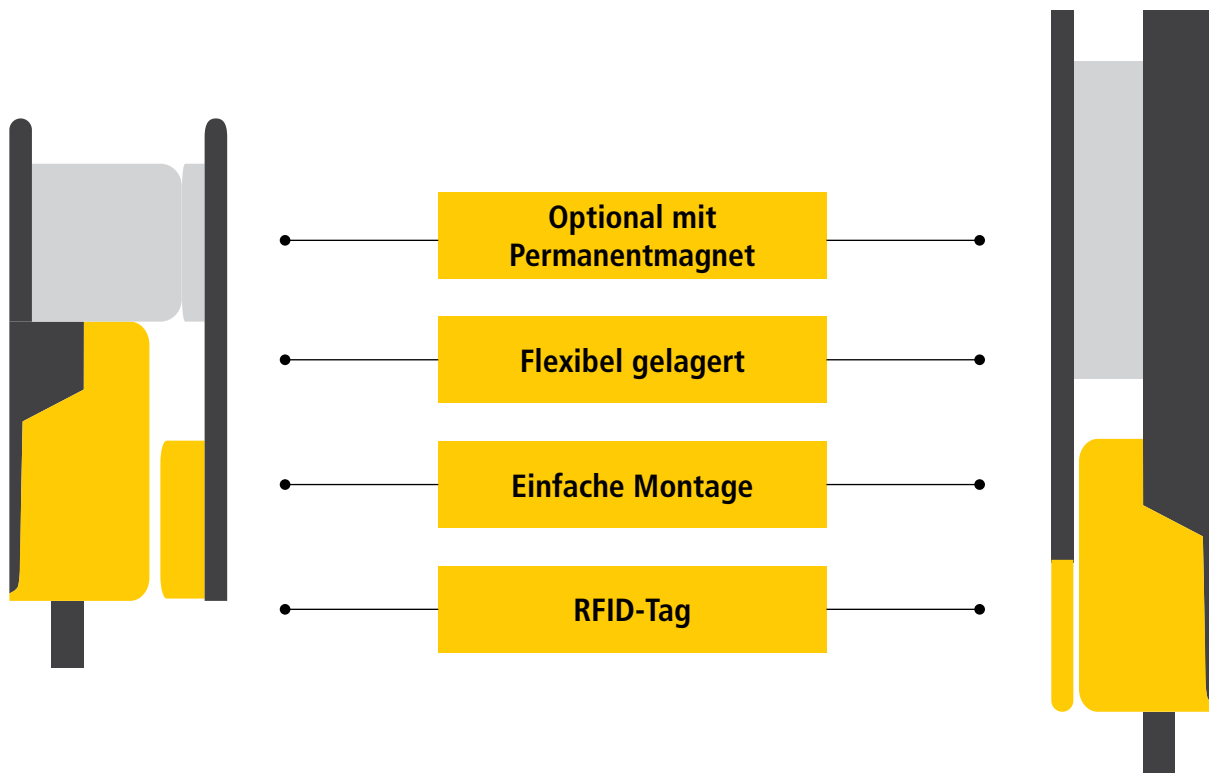 Optional mit
Permanentmagnet
Flexibel gelagert
Einfache Montage
RFID-Tag